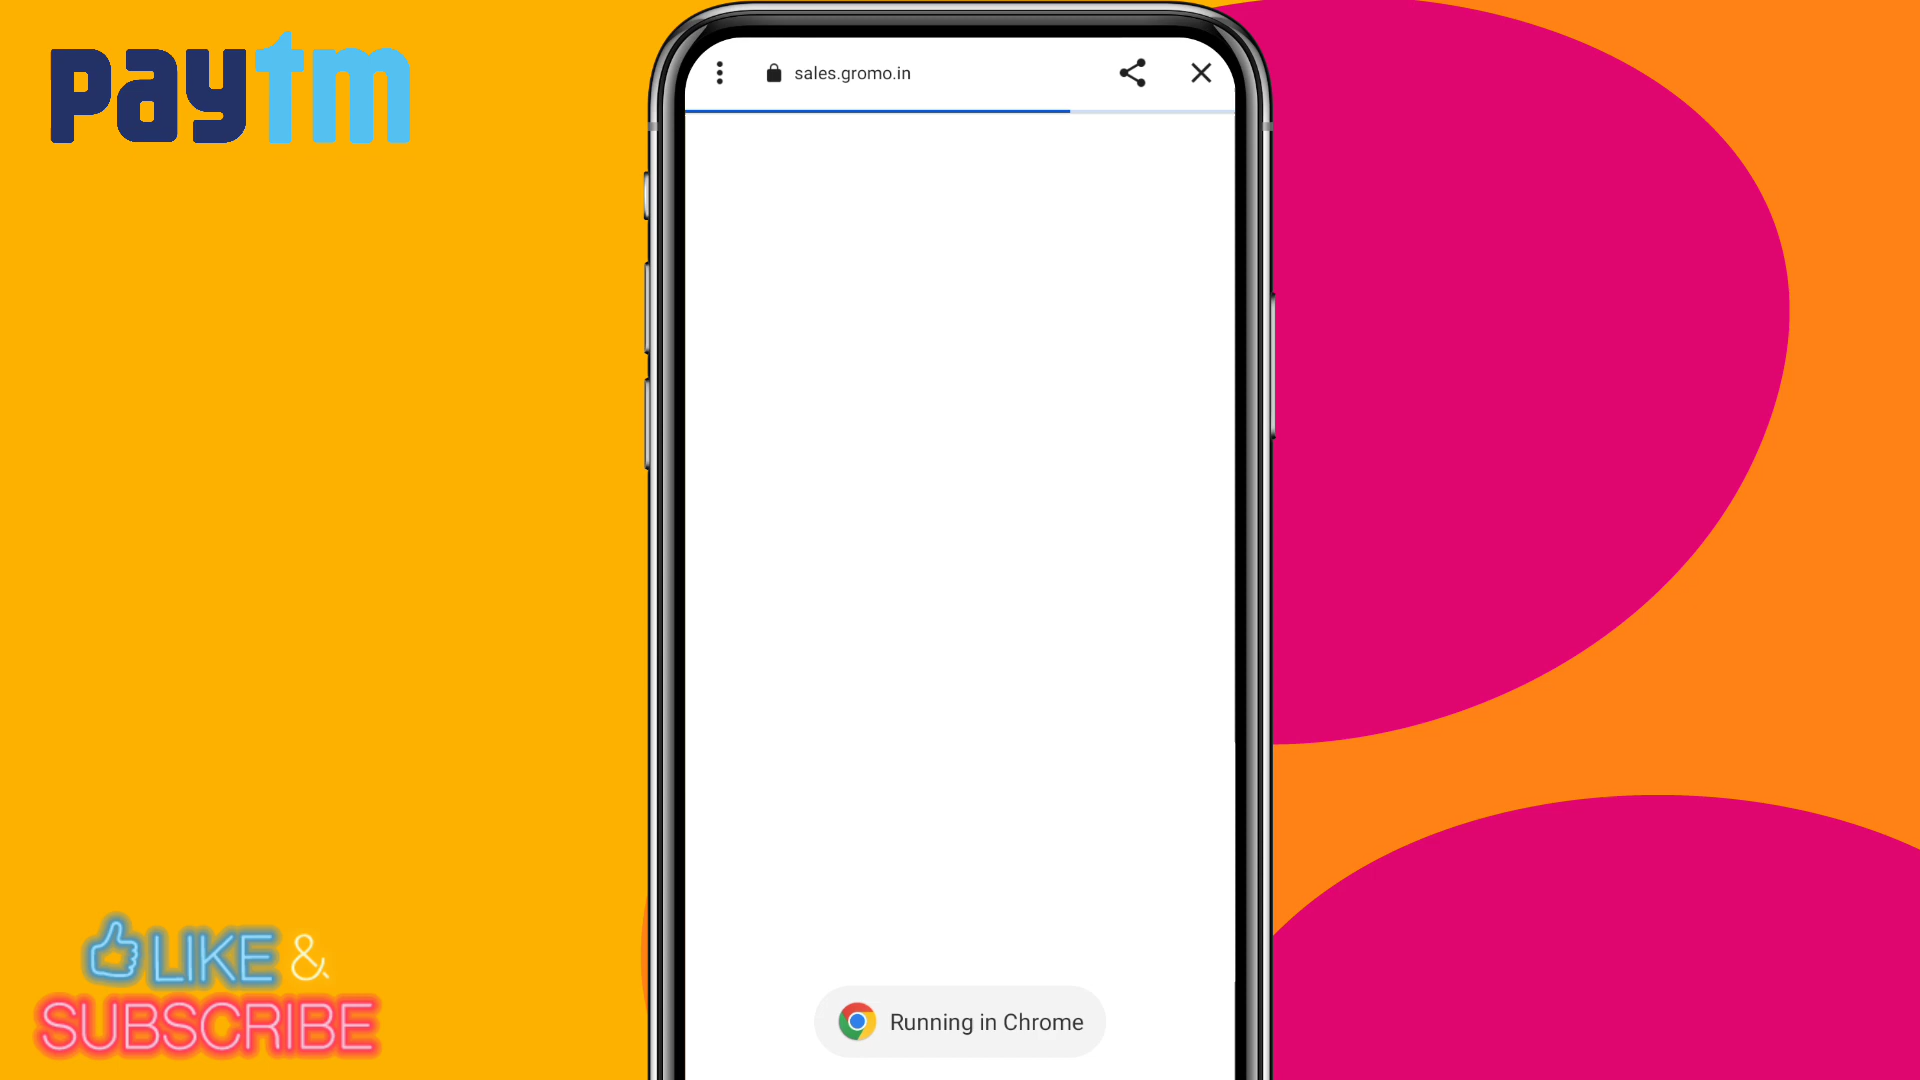 paytm
sales.gromo.in
LIKE &
SUBSCRIBE
Running in Chrome